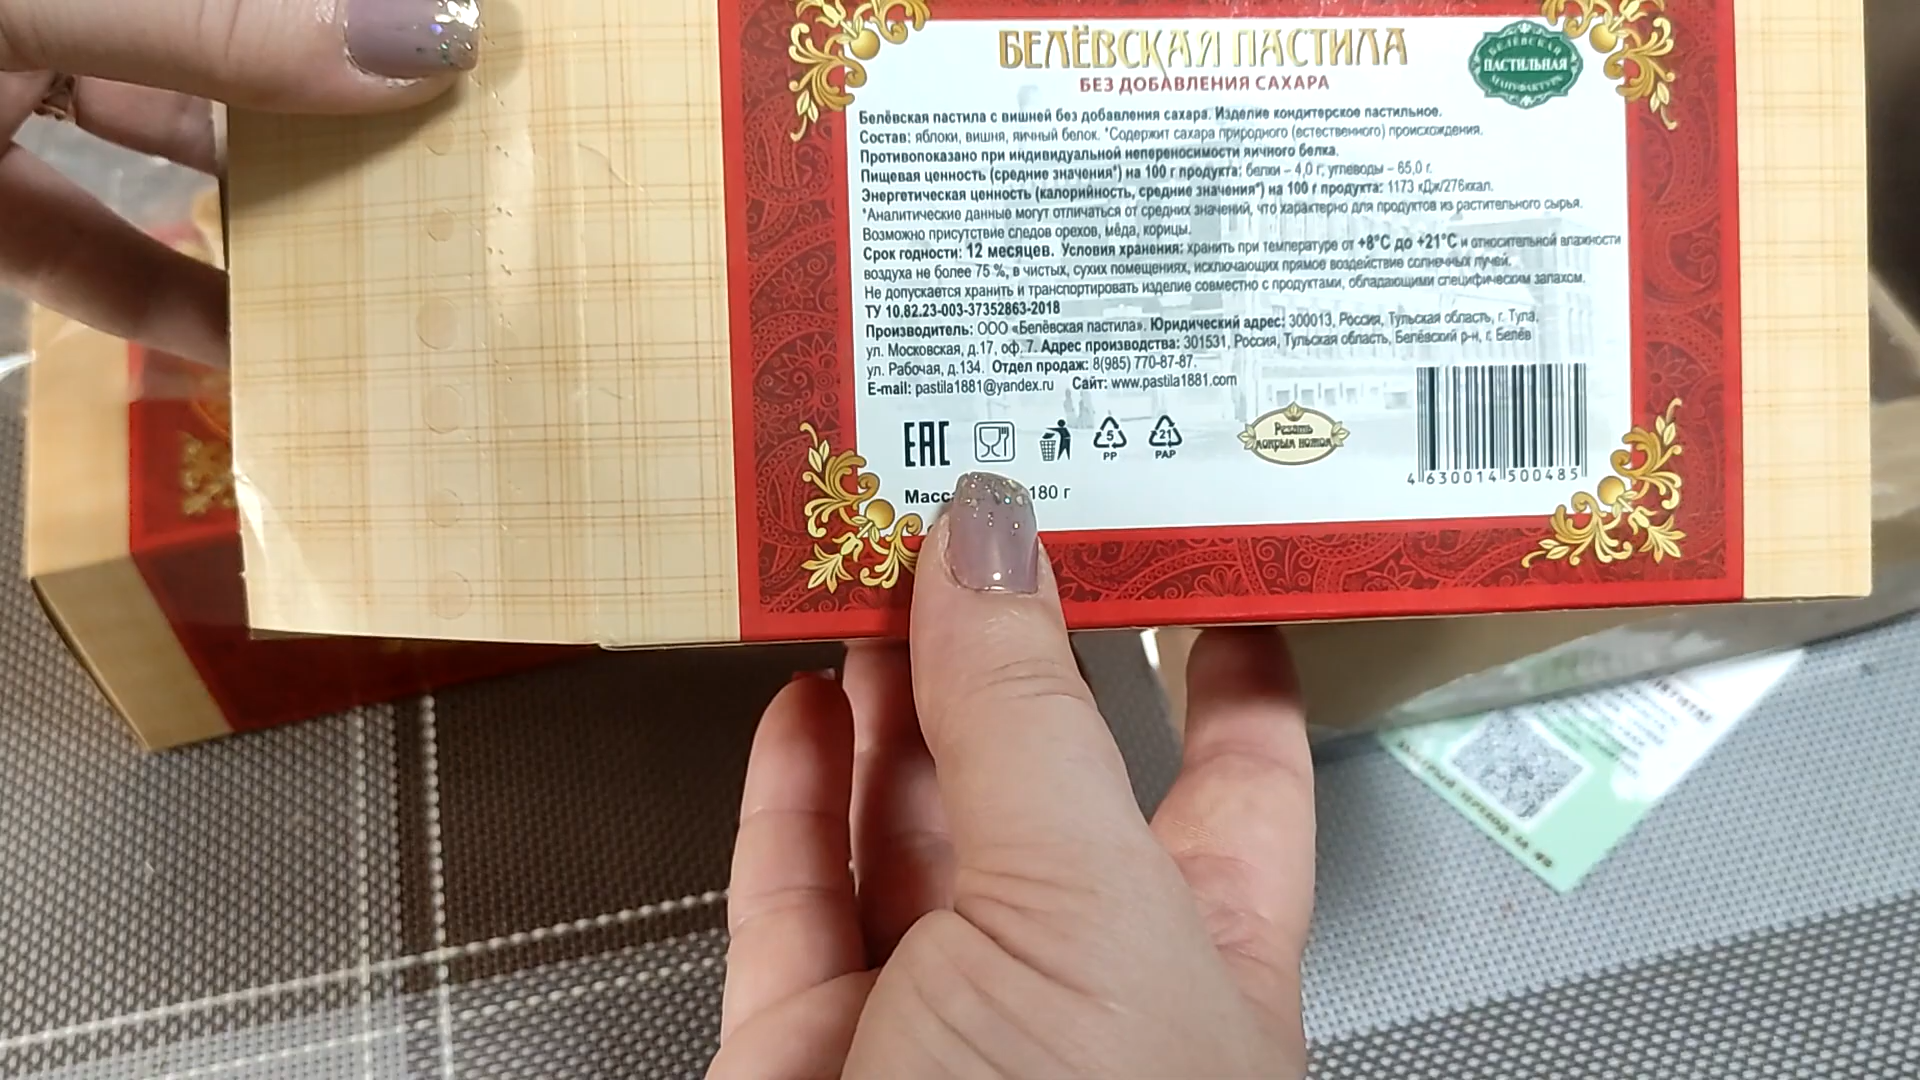 БЕЛЁВСКАЯ ПАСТИЛА
БЕЗ ДОБАВЛЕНИЯ САХАРА
БЕЛЁВСКАЯ
ПАСТИЛЬНАЯ
МАНУФАКТУРА
Белёвская пастила с вишней без добавления сахара. Изделие кондитерское пастильное.
Состав: яблоки, вишня, яичный белок. *Содержит сахара природного (естественного) происхождения.
Противопоказано при индивидуальной непереносимости яичного белка.
Пищевая ценность (средние значения*) на 100 г продукта: белки – 4,0 г; углеводы – 65,0 г.
Энергетическая ценность (калорийность, средние значения*) на 100 г продукта: 1173 кДж/276ккал.
*Аналитические данные могут отличаться от средних значений, что характерно для продуктов из растительного сырья.
Возможно присутствие следов орехов, мёда, корицы.
Срок годности: 12 месяцев. Условия хранения: хранить при температуре от +8°С до +21°С и относительной влажности
воздуха не более 75 %, в чистых, сухих помещениях, исключающих прямое воздействие солнечных лучей.
Не допускается хранить и транспортировать изделие совместно с продуктами, обладающими специфическим запахом.
ТУ 10.82.23-003-37352863-2018
Производитель: ООО «Белёвская пастила». Юридический адрес: 300013, Россия, Тульская область, г. Тула,
ул. Московская, д.17, оф. 7. Адрес производства: 301531, Россия, Тульская область, Белёвский р-н, г. Белёв
ул. Рабочая, д.134. Отдел продаж: 8(985) 770-87-87.
E-mail: pastila1881@yandex.ru Сайт: www.pastila1881.com
ЕАС
5
PP
21
PAP
Резать
мокрым ножом
4 630014 500485
Масс 180 г